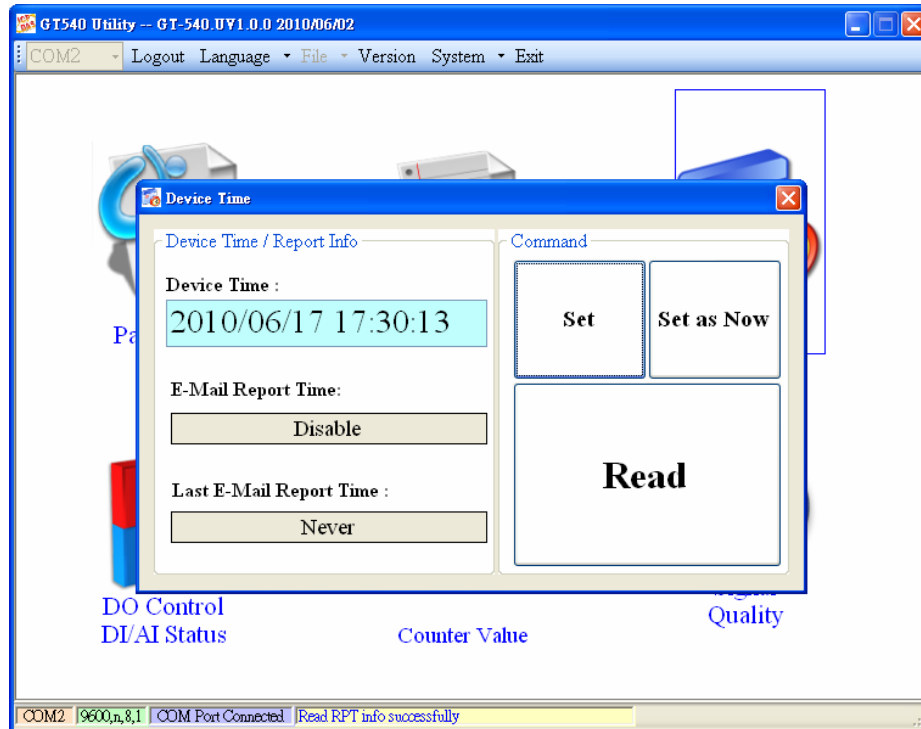 GT540 Utility -- GT-540.UV1.0.0 2010/06/02
COM2 Logout Language File Version System Exit
Device Time
Device Time / Report Info
Command
Device Time :
2010/06/17 17:30:13
Set
Set as Now
E-Mail Report Time:
Disable
Read
Last E-Mail Report Time :
Never
Pa
DO Control
DI/AI Status
Counter Value
Quality
COM2 9600,n,8,1 COM Port Connected Read RPT info successfully